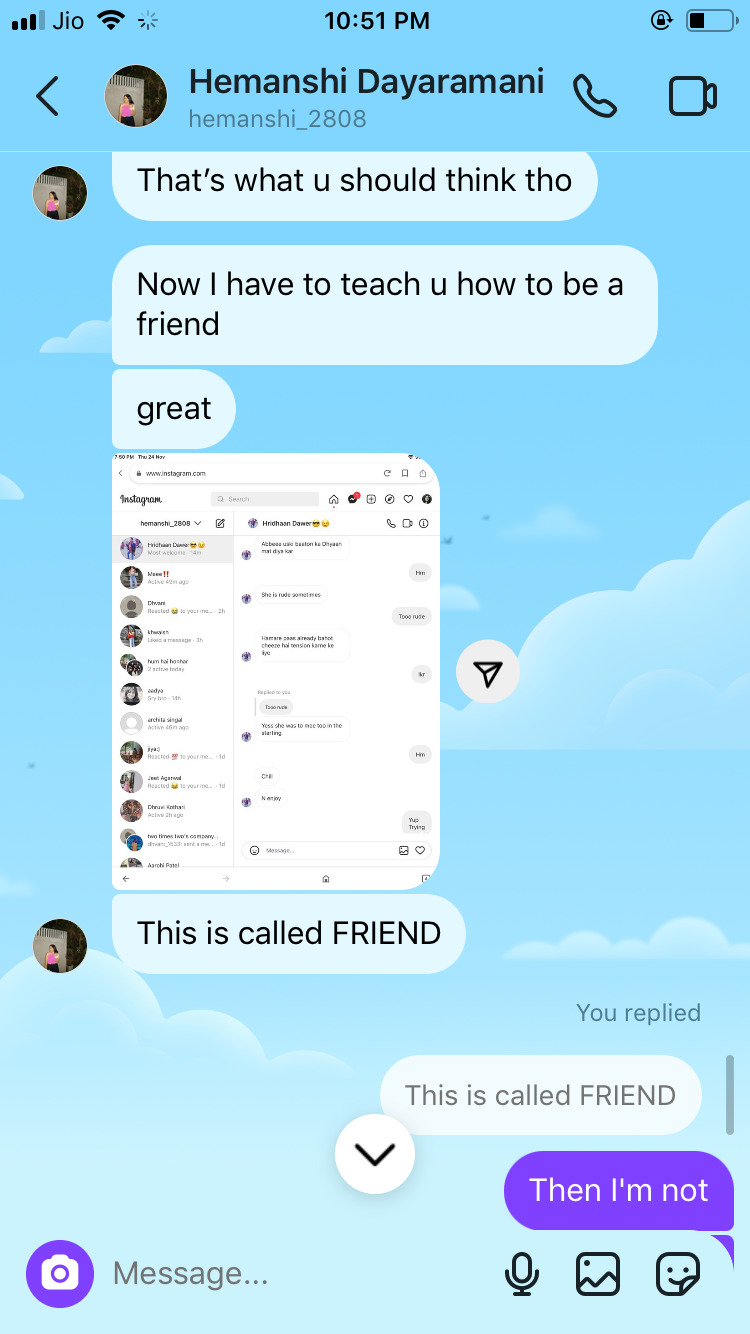 Jio
10:51 PM
Hemanshi Dayaramani
hemanshi_2808
That's what u should think tho
Now I have to teach u how to be a
friend
great
7:50 PM Thu 24 Nov
www.instagram.com
Instagram
Search
hemanshi_2808
Hridhaan Dawer😎😉
Hridhaan Dawer😎😉
Most welcome · 14m
Meee‼️
Active 49m ago
Dhvani
Reacted 😂 to your me... · 2h
khwaish
Liked a message · 3h
hum hai honhar
2 active today
aadya
Sry bro · 14h
archita singal
Active 46m ago
jiya:)
Reacted 💯 to your me... · 1d
Jeet Agarwal
Reacted 😂 to your me... · 1d
Dhruvi Kothari
Active 2h ago
two times two's company...
dhvani_1533: sent a me... · 1d
Aarohi Patel
Abbeee uski baaton ka Dhyaan
mat diya kar
Hm
She is rude sometimes
Tooo rude
Hamare paas already bahot
cheeze hai tension karne ke
liye
Ikr
Replied to you
Tooo rude
Yess she was to mee too in the
starting
Hm
Chill
N enjoy
Yup
Trying
Message...
4
This is called FRIEND
You replied
This is called FRIEND
Then I'm not
Message...